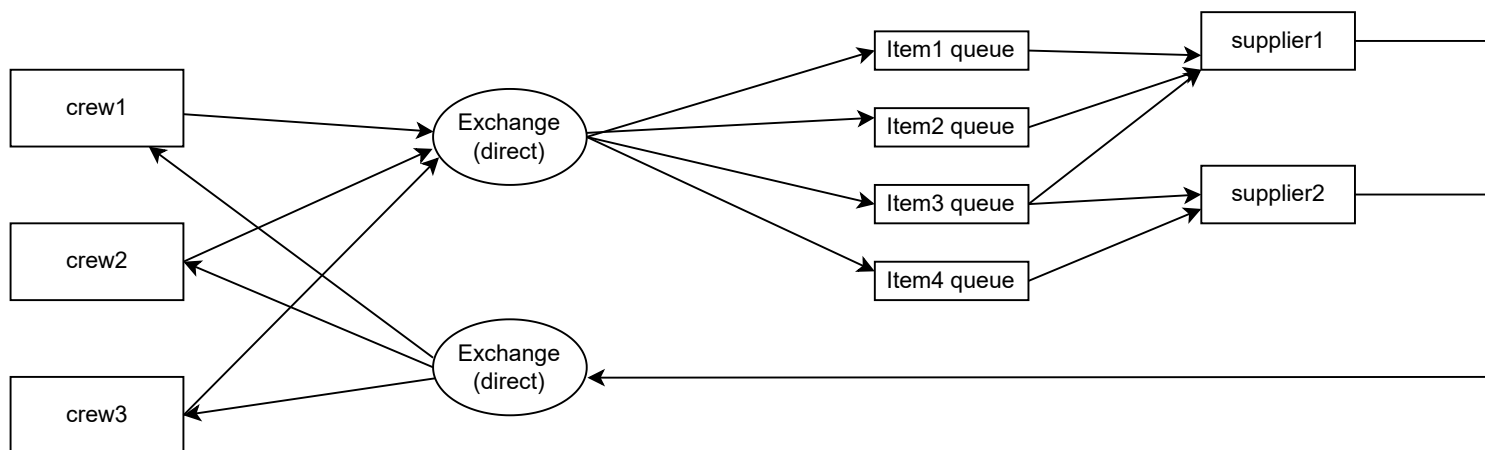 crew1
crew2
crew3
Exchange
(direct)
Exchange
(direct)
Item1 queue
Item2 queue
Item3 queue
Item4 queue
supplier1
supplier2